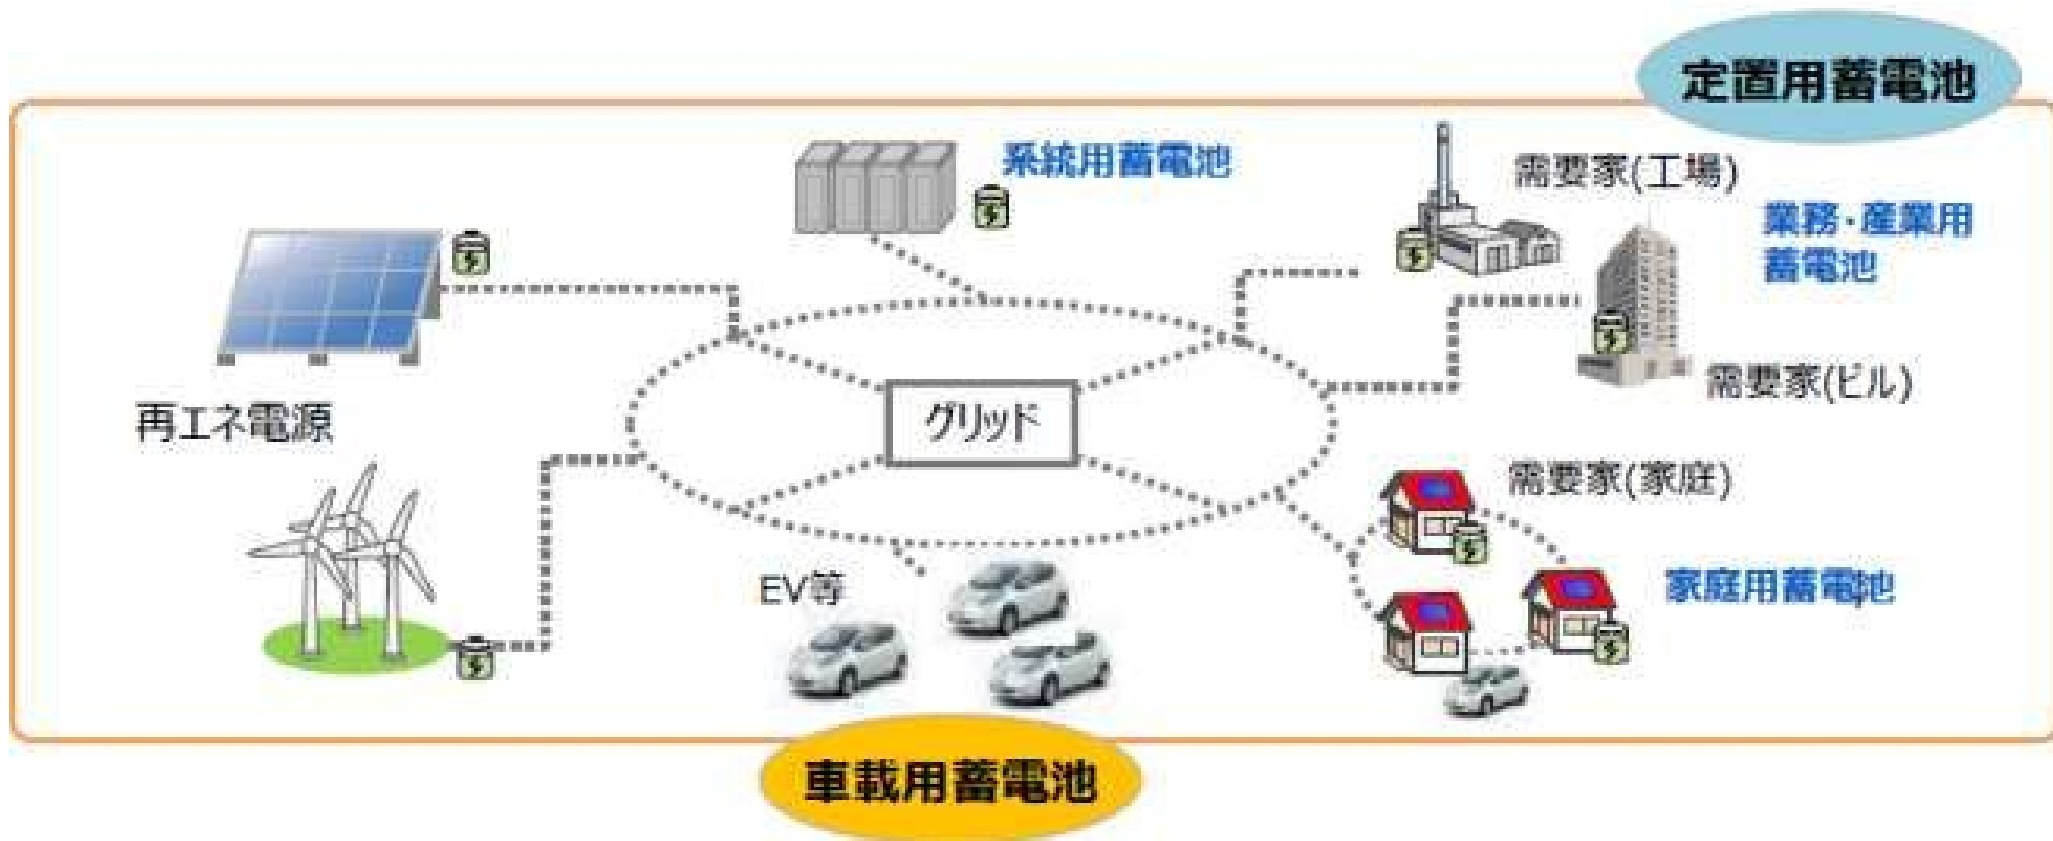 定置用蓄電池
系統用蓄電池
需要家(工場)
業務・産業用
蓄電池
需要家(ビル)
再エネ電源
グリッド
需要家(家庭)
家庭用蓄電池
EV等
車載用蓄電池